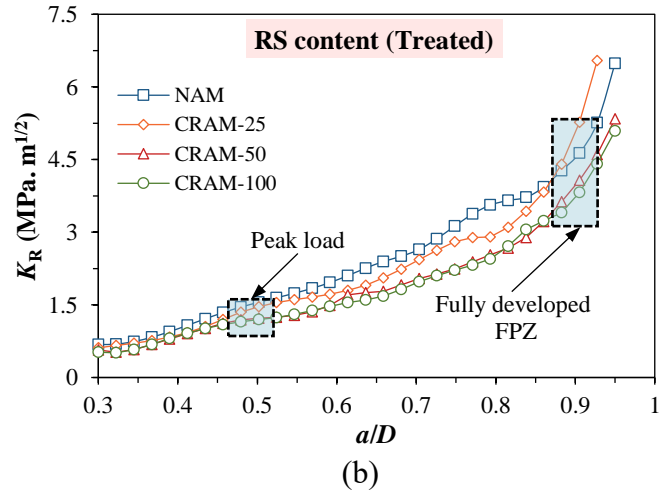 RS content (Treated)
NAM
CRAM-25
CRAM-50
CRAM-100
Peak load
Fully developed
FPZ
K_R (MPa. m^{1/2})
7.5
6
4.5
3
1.5
0
0.3 0.4 0.5 0.6 0.7 0.8 0.9 1
a/D
(b)